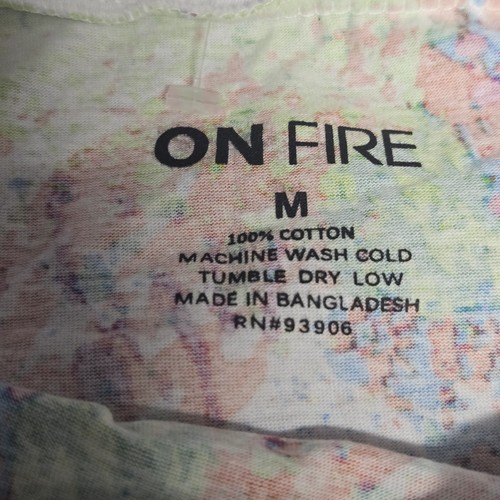 ON FIRE
M
100% COTTON
MACHINE WASH COLD
TUMBLE DRY LOW
MADE IN BANGLADESH
RN#93906